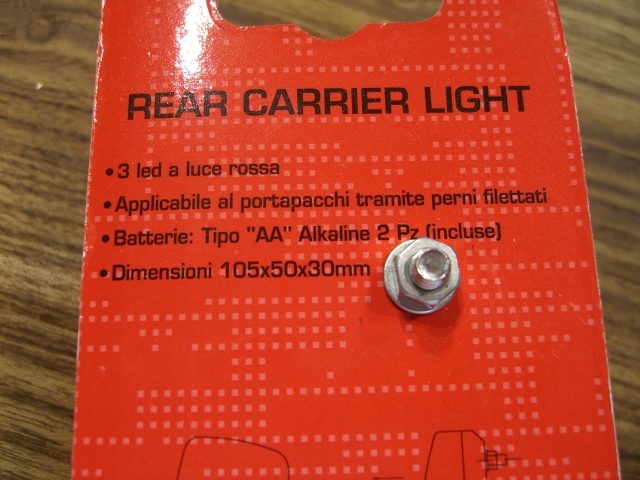 REAR CARRIER LIGHT
• 3 led a luce rossa
• Applicabile al portapacchi tramite perni filettati
• Batterie: Tipo "AA" Alkaline 2 Pz (incluse)
• Dimensioni 105x50x30mm